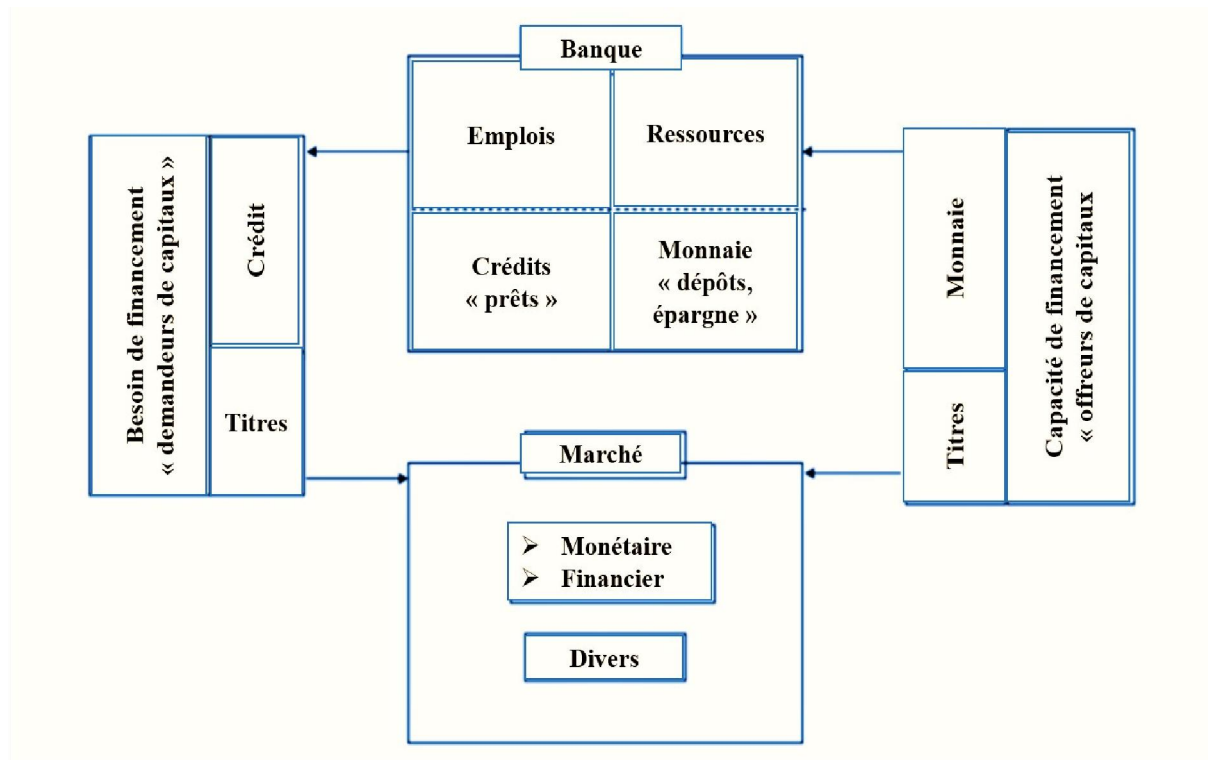 Banque
Emplois
Ressources
Crédits
« prêts »
Monnaie
« dépôts,
épargne »
Besoin de financement
« demandeurs de capitaux »
Crédit
Titres
Monnaie
Titres
Capacité de financement
« offreurs de capitaux
Marché
➢ Monétaire
➢ Financier
Divers